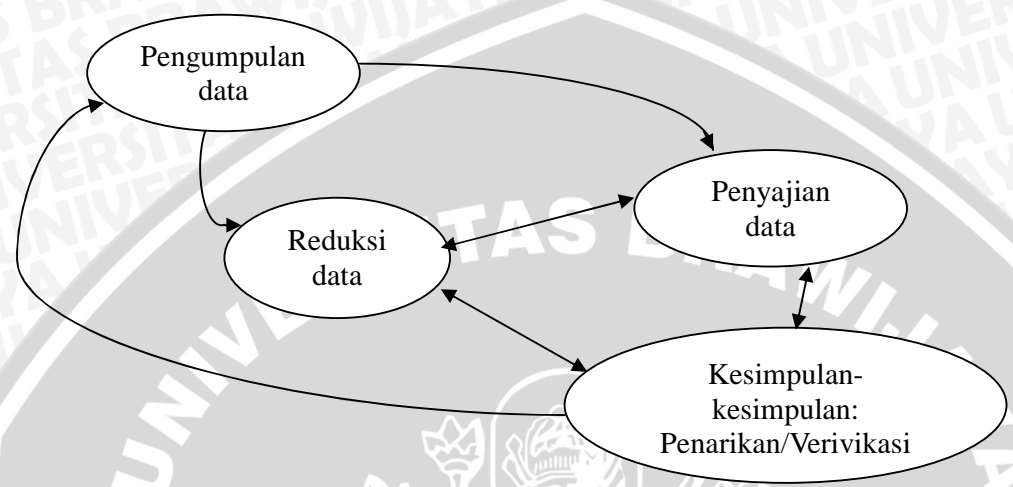 Pengumpulan
data
Penyajian
data
Reduksi
data
Kesimpulan-
kesimpulan:
Penarikan/Verivikasi